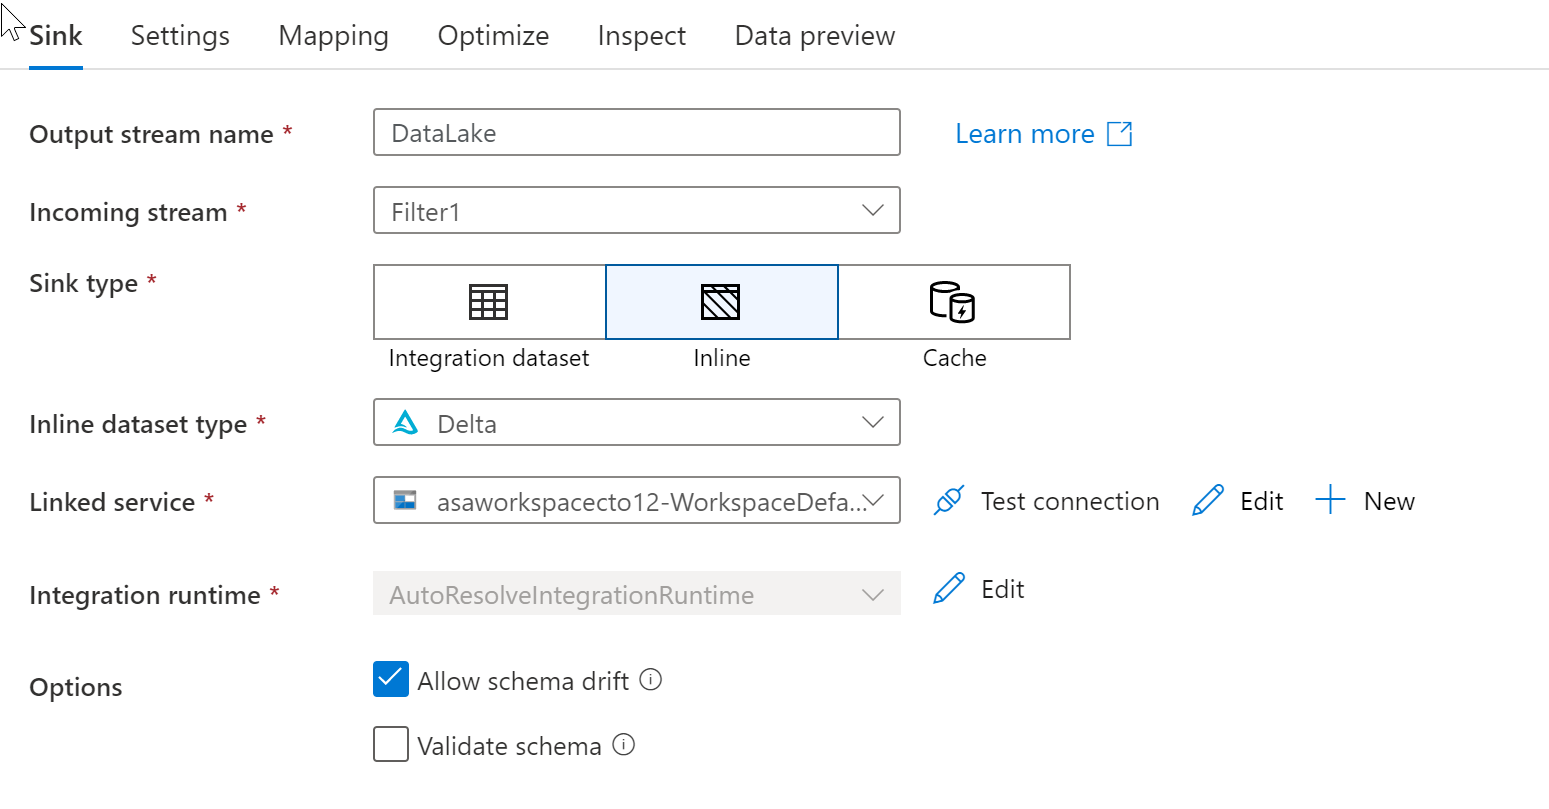 Sink Settings Mapping Optimize Inspect Data preview
Output stream name * DataLake Learn more
Incoming stream * Filter1
Sink type *
Integration dataset Inline Cache
Inline dataset type * Delta
Linked service * asaworkspacecto12-WorkspaceDefa... Test connection Edit New
Integration runtime * AutoResolveIntegrationRuntime Edit
Options Allow schema drift
Validate schema